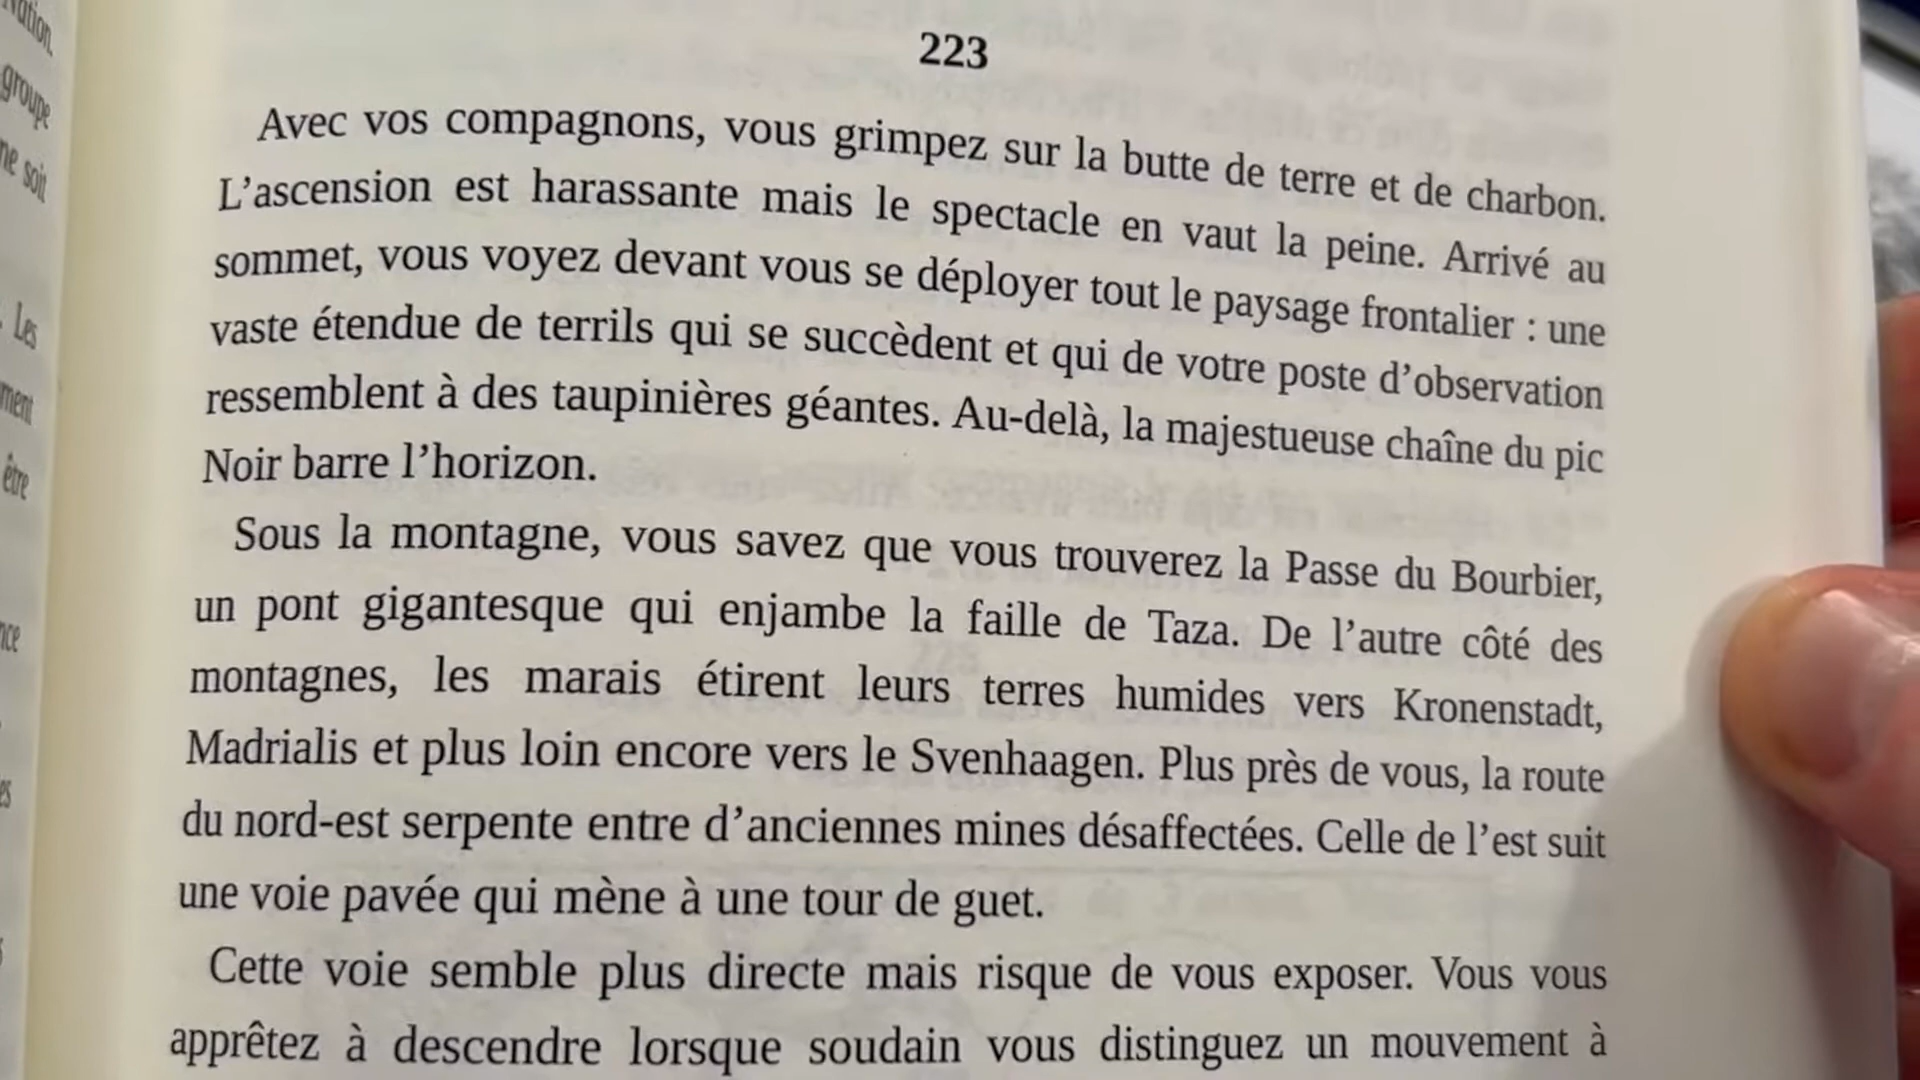 223
Avec vos compagnons, vous grimpez sur la butte de terre et de charbon.
L'ascension est harassante mais le spectacle en vaut la peine. Arrivé au
sommet, vous voyez devant vous se déployer tout le paysage frontalier : une
vaste étendue de terrils qui se succèdent et qui de votre poste d'observation
ressemblent à des taupinières géantes. Au-delà, la majestueuse chaîne du pic
Noir barre l'horizon.
Sous la montagne, vous savez que vous trouverez la Passe du Bourbier,
un pont gigantesque qui enjambe la faille de Taza. De l'autre côté des
montagnes, les marais étirent leurs terres humides vers Kronenstadt,
Madrialis et plus loin encore vers le Svenhaagen. Plus près de vous, la route
du nord-est serpente entre d'anciennes mines désaffectées. Celle de l'est suit
une voie pavée qui mène à une tour de guet.
Cette voie semble plus directe mais risque de vous exposer. Vous vous
apprêtez à descendre lorsque soudain vous distinguez un mouvement à
groupe
soit
Les
être